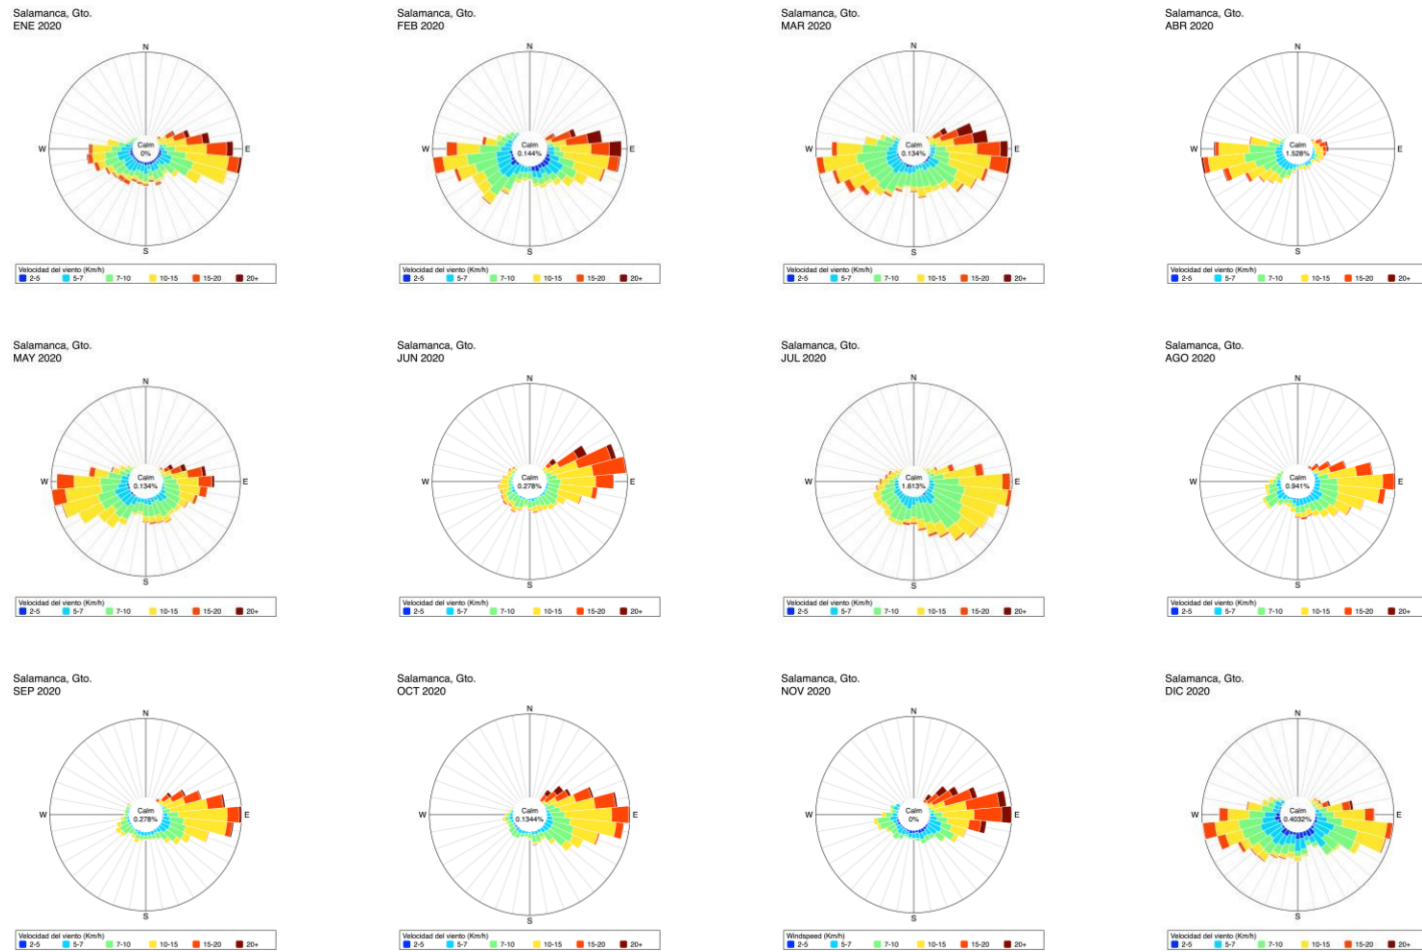 Salamanca, Gto.
ENE 2020
N
W
Calm
0%
E
S
Velocidad del viento (Km/h)
2-5 5-7 7-10 10-15 15-20 20+
Salamanca, Gto.
FEB 2020
N
W
Calm
0.144%
E
S
Velocidad del viento (Km/h)
2-5 5-7 7-10 10-15 15-20 20+
Salamanca, Gto.
MAR 2020
N
W
Calm
0.134%
E
S
Velocidad del viento (Km/h)
2-5 5-7 7-10 10-15 15-20 20+
Salamanca, Gto.
ABR 2020
N
W
Calm
1.528%
E
S
Velocidad del viento (Km/h)
2-5 5-7 7-10 10-15 15-20 20+
Salamanca, Gto.
MAY 2020
N
W
Calm
0.134%
E
S
Velocidad del viento (Km/h)
2-5 5-7 7-10 10-15 15-20 20+
Salamanca, Gto.
JUN 2020
N
W
Calm
0.278%
E
S
Velocidad del viento (Km/h)
2-5 5-7 7-10 10-15 15-20 20+
Salamanca, Gto.
JUL 2020
N
W
Calm
1.613%
E
S
Velocidad del viento (Km/h)
2-5 5-7 7-10 10-15 15-20 20+
Salamanca, Gto.
AGO 2020
N
W
Calm
0.941%
E
S
Velocidad del viento (Km/h)
2-5 5-7 7-10 10-15 15-20 20+
Salamanca, Gto.
SEP 2020
N
W
Calm
0.278%
E
S
Velocidad del viento (Km/h)
2-5 5-7 7-10 10-15 15-20 20+
Salamanca, Gto.
OCT 2020
N
W
Calm
0.1344%
E
S
Velocidad del viento (Km/h)
2-5 5-7 7-10 10-15 15-20 20+
Salamanca, Gto.
NOV 2020
N
W
Calm
0%
E
S
Windspeed (Km/h)
2-5 5-7 7-10 10-15 15-20 20+
Salamanca, Gto.
DIC 2020
N
W
Calm
0.4032%
E
S
Velocidad del viento (Km/h)
2-5 5-7 7-10 10-15 15-20 20+